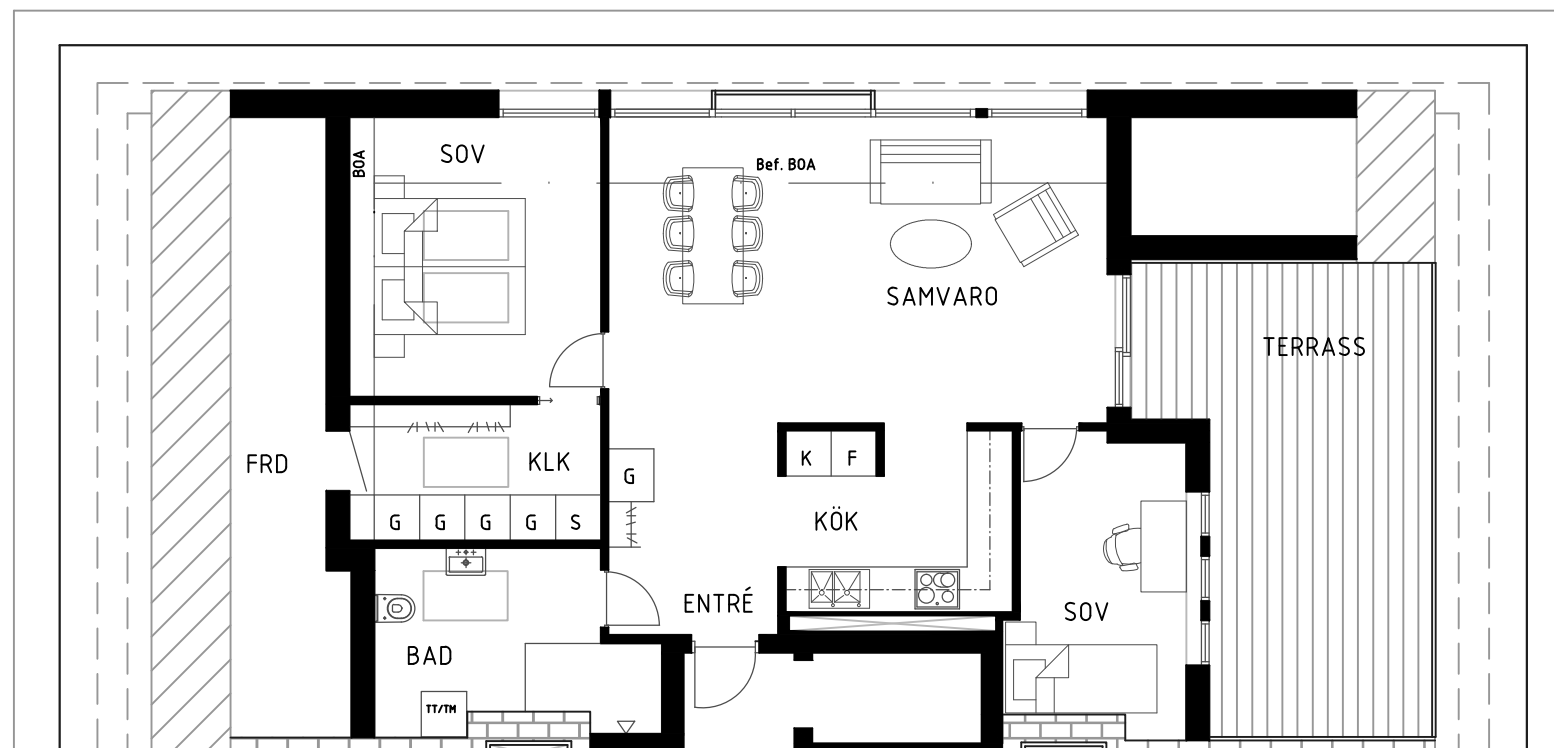 SOV
BOA
Bef. BOA
SAMVARO
TERRASS
FRD
KLK
K F
G
G G G G S
KÖK
ENTRÉ
SOV
BAD
TT/TM